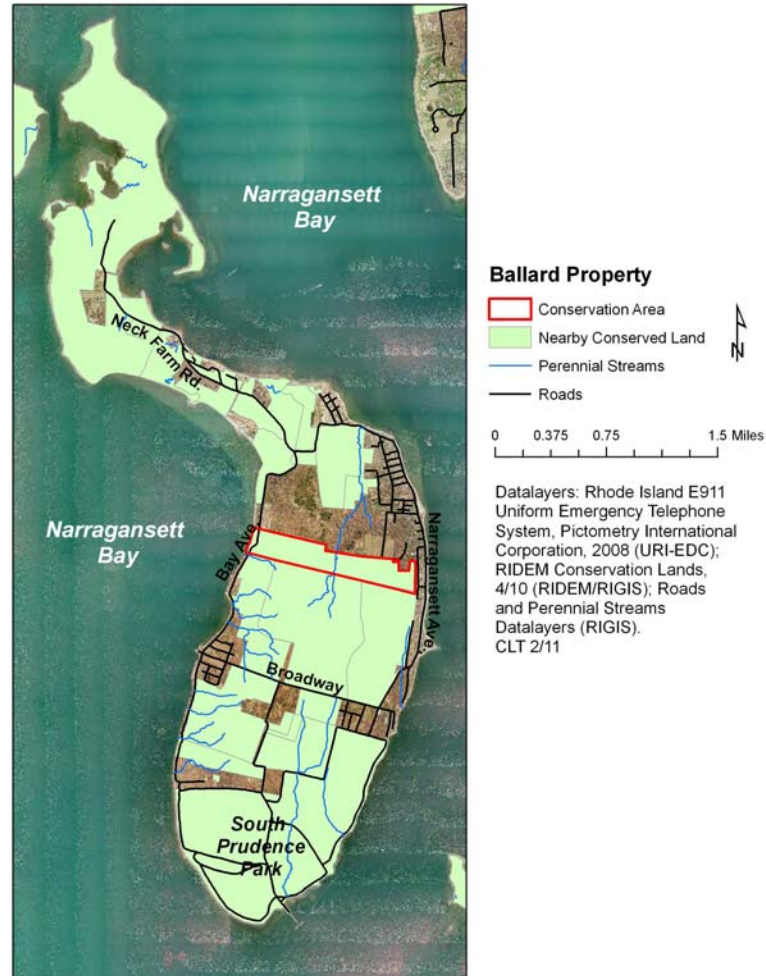 Narragansett
Bay
Neck Farm Rd.
Narragansett
Bay
Bay Ave.
Narragansett Ave.
Broadway
South
Prudence
Park
Ballard Property
Conservation Area
Nearby Conserved Land
Perennial Streams
Roads
N
0 0.375 0.75 1.5 Miles
Datalayers: Rhode Island E911
Uniform Emergency Telephone
System, Pictometry International
Corporation, 2008 (URI-EDC);
RIDEM Conservation Lands,
4/10 (RIDEM/RIGIS); Roads
and Perennial Streams
Datalayers (RIGIS).
CLT 2/11